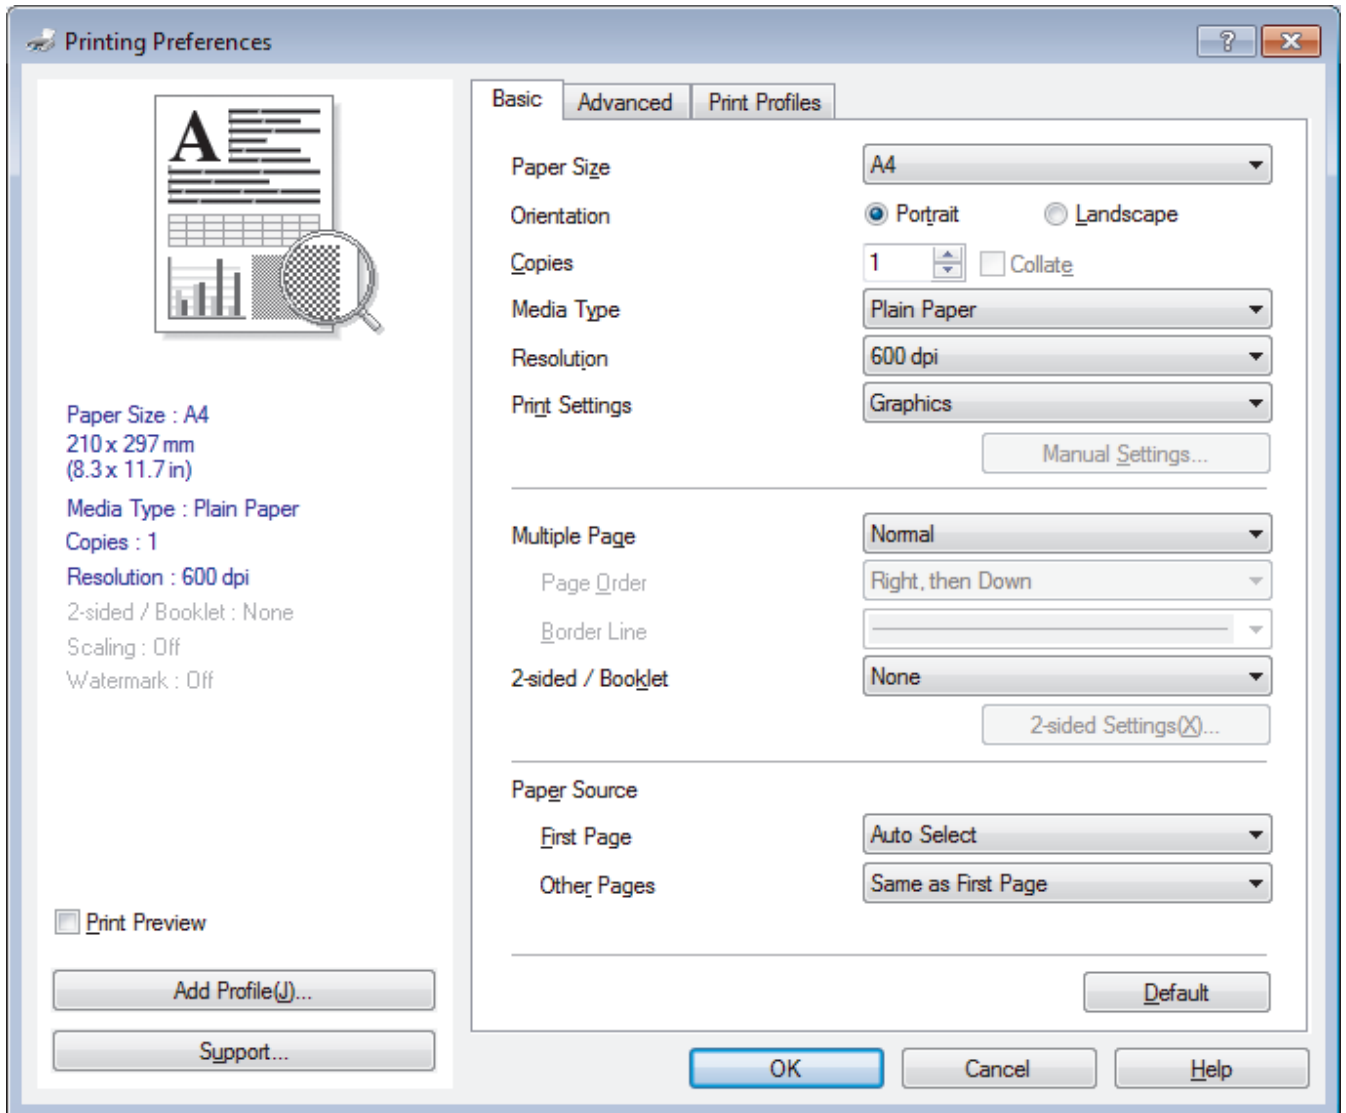 Printing Preferences
Basic
Advanced
Print Profiles
A
Paper Size : A4
210 x 297 mm
(8.3 x 11.7 in)
Media Type : Plain Paper
Copies : 1
Resolution : 600 dpi
2-sided / Booklet : None
Scaling : Off
Watermark : Off
Print Preview
Add Profile(J)...
Support...
Paper Size A4
Orientation Portrait Landscape
Copies 1 Collate
Media Type Plain Paper
Resolution 600 dpi
Print Settings Graphics
Manual Settings...
Multiple Page Normal
Page Order Right, then Down
Border Line
2-sided / Booklet None
2-sided Settings(X)...
Paper Source
First Page Auto Select
Other Pages Same as First Page
Default
OK Cancel Help